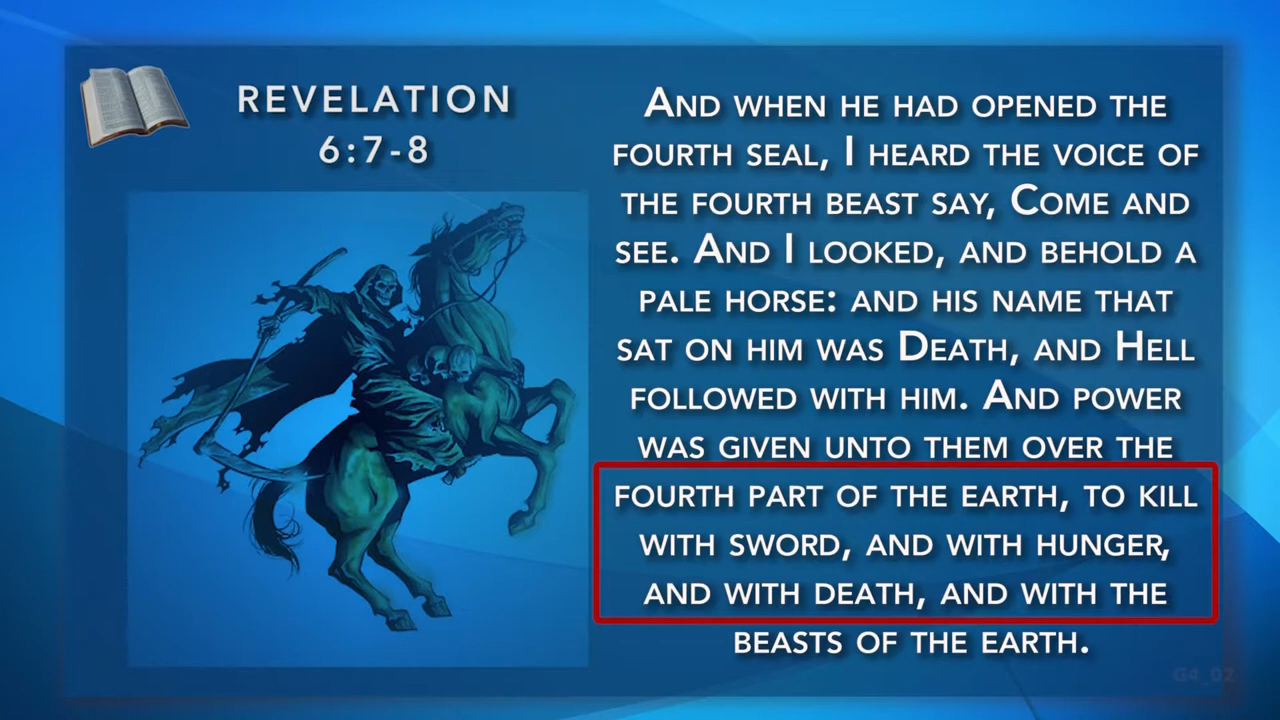 REVELATION
6:7-8
AND WHEN HE HAD OPENED THE
FOURTH SEAL, I HEARD THE VOICE OF
THE FOURTH BEAST SAY, COME AND
SEE. AND I LOOKED, AND BEHOLD A
PALE HORSE: AND HIS NAME THAT
SAT ON HIM WAS DEATH, AND HELL
FOLLOWED WITH HIM. AND POWER
WAS GIVEN UNTO THEM OVER THE
FOURTH PART OF THE EARTH, TO KILL
WITH SWORD, AND WITH HUNGER,
AND WITH DEATH, AND WITH THE
BEASTS OF THE EARTH.
G4_02